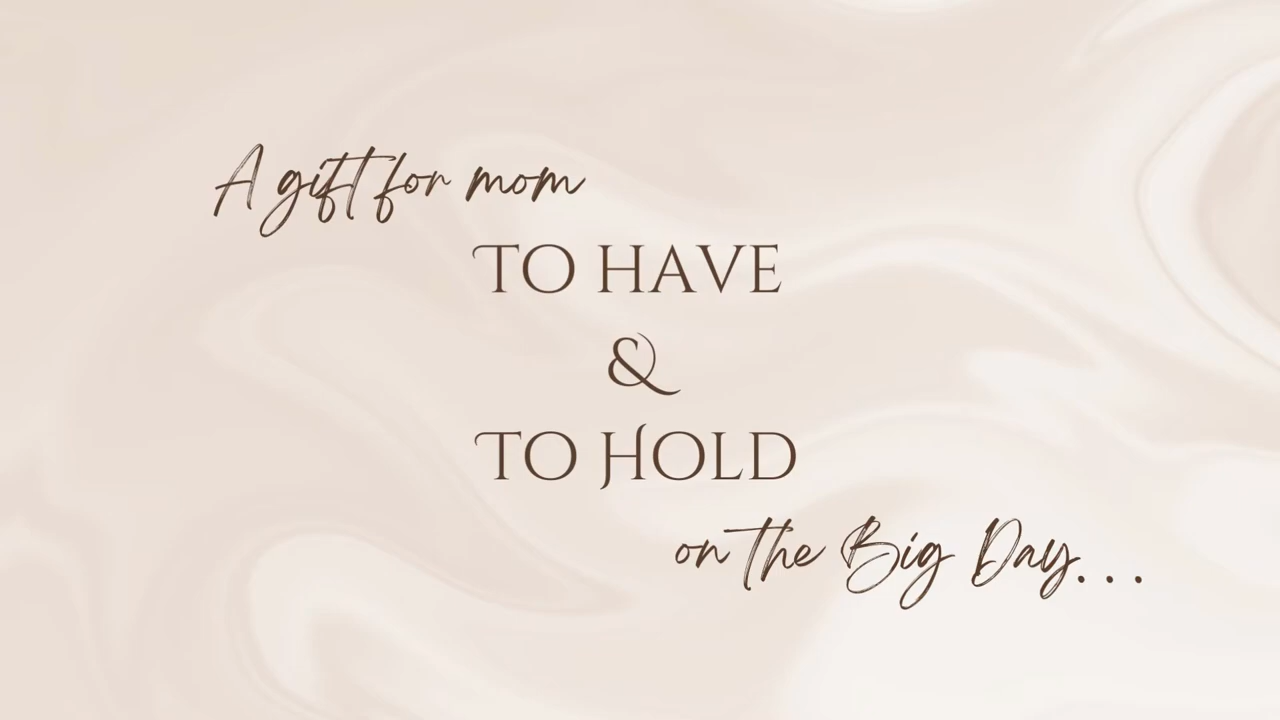 A gift for mom
TO HAVE
&
TO HOLD
on the Big Day...